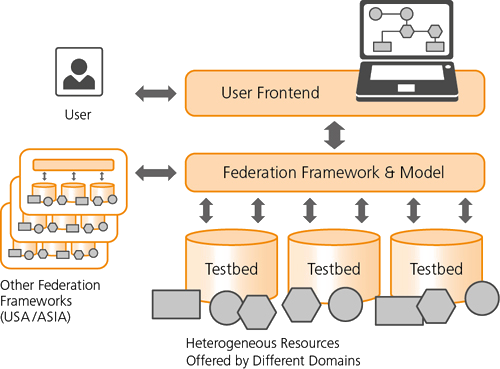 User Frontend
User
Federation Framework & Model
Testbed Testbed Testbed
Other Federation
Frameworks
(USA/ASIA)
Heterogeneous Resources
Offered by Different Domains